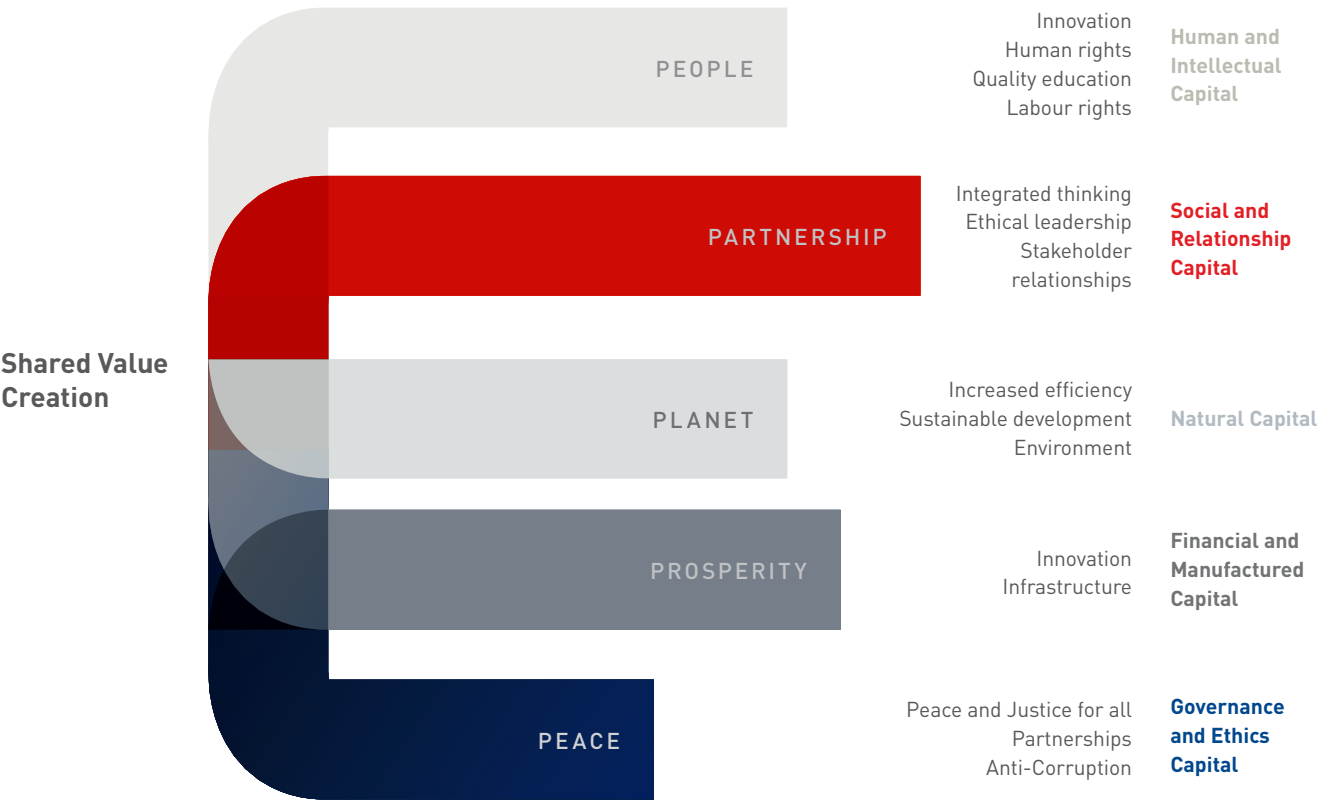 Shared Value
Creation
PEOPLE
Innovation
Human rights
Quality education
Labour rights
Human and
Intellectual
Capital
PARTNERSHIP
Integrated thinking
Ethical leadership
Stakeholder
relationships
Social and
Relationship
Capital
PLANET
Increased efficiency
Sustainable development
Environment
Natural Capital
PROSPERITY
Innovation
Infrastructure
Financial and
Manufactured
Capital
PEACE
Peace and Justice for all
Partnerships
Anti-Corruption
Governance
and Ethics
Capital